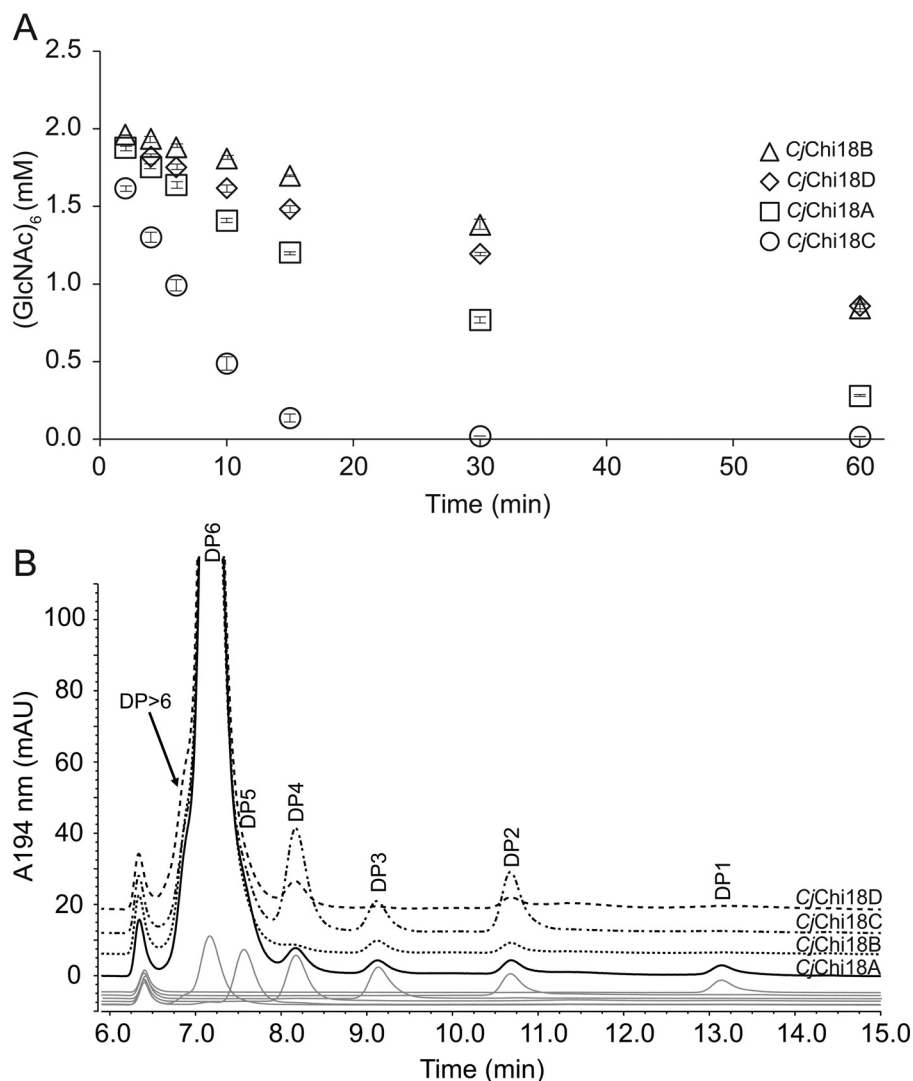 A
2.5
2.0
1.5
1.0
0.5
0.0
(GlcNAc)6 (mM)
CjChi18B
CjChi18D
CjChi18A
CjChi18C
0 10 20 30 40 50 60
Time (min)
B
100
80
60
40
20
0
A194 nm (mAU)
DP>6
DP6
DP5
DP4
DP3
DP2
DP1
CjChi18D
CjChi18C
CjChi18B
CjChi18A
6.0 7.0 8.0 9.0 10.0 11.0 12.0 13.0 14.0 15.0
Time (min)